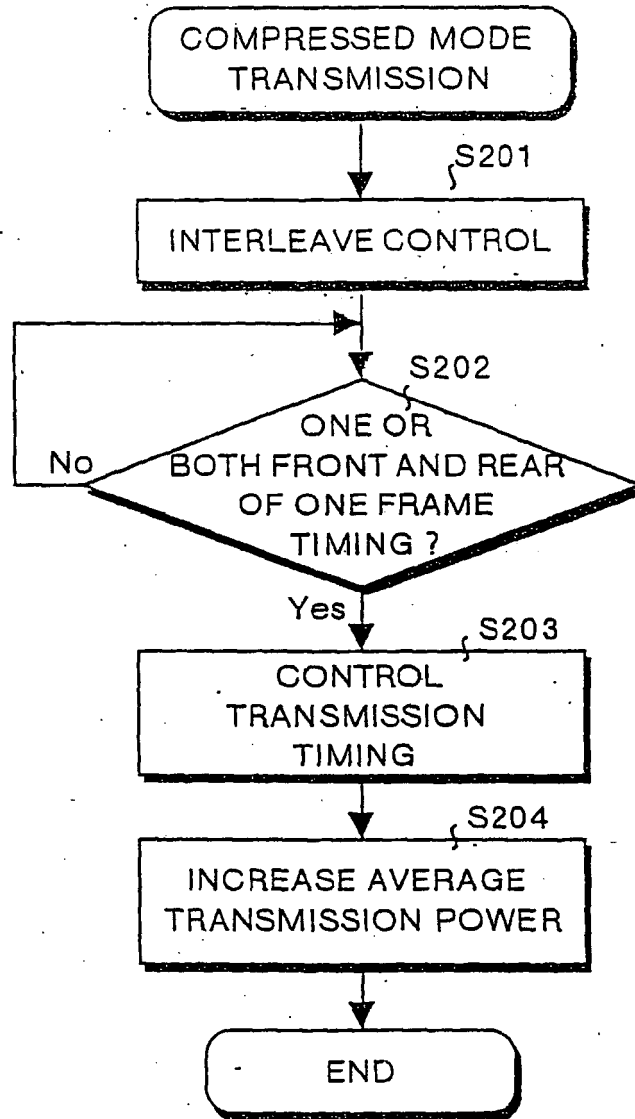 COMPRESSED MODE
TRANSMISSION
S201
INTERLEAVE CONTROL
S202
ONE OR
BOTH FRONT AND REAR
OF ONE FRAME
TIMING ?
No
Yes
S203
CONTROL
TRANSMISSION
TIMING
S204
INCREASE AVERAGE
TRANSMISSION POWER
END